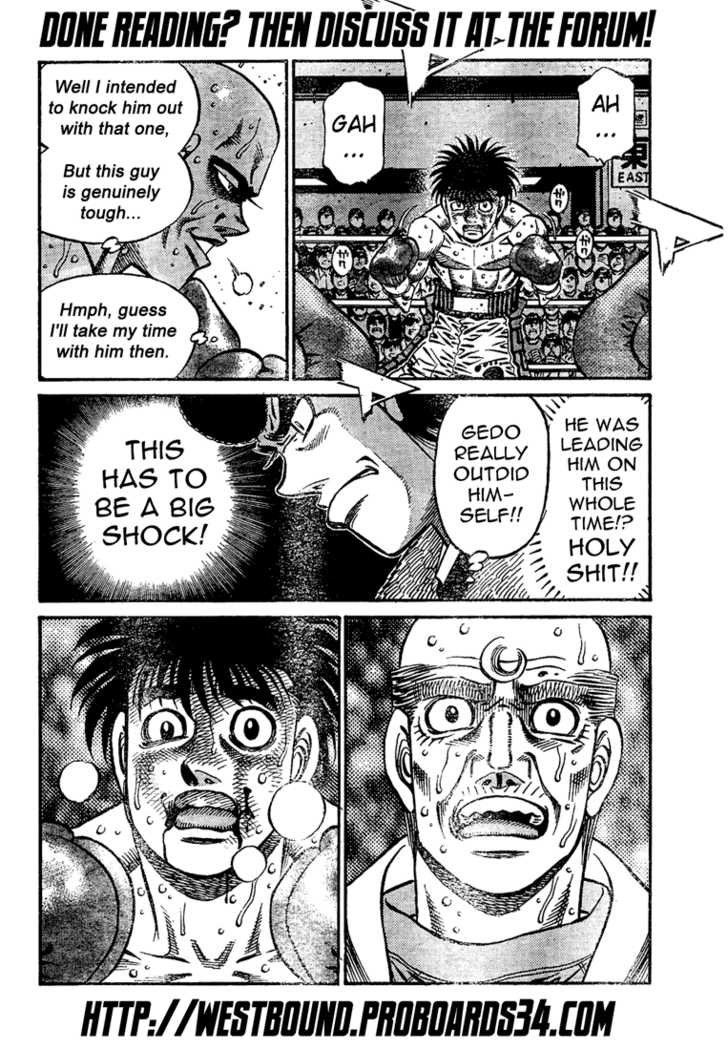 DONE READING? THEN DISCUSS IT AT THE FORUM!
Well I intended
to knock him out
with that one,
But this guy
is genuinely
tough...
Hmph, guess
I'll take my time
with him then.
GAH
...
AH
...
東
EAST
HE WAS
LEADING
HIM ON
THIS
WHOLE
TIME!?
HOLY
SHIT!!
GEDO
REALLY
OUTDID
HIM-
SELF!!
THIS
HAS TO
BE A BIG
SHOCK!
HTTP://WESTBOUND.PROBOARDS34.COM